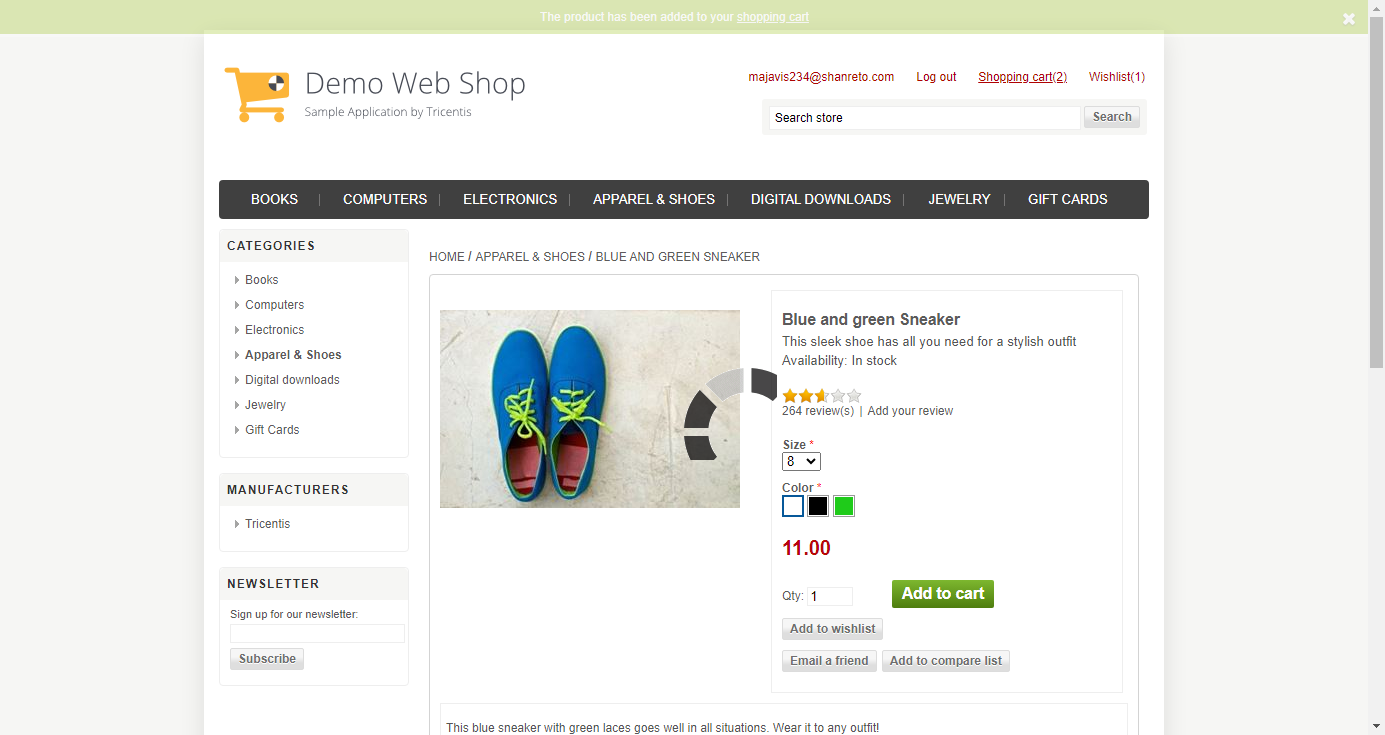 The product has been added to your shopping cart
Demo Web Shop
Sample Application by Tricentis
majavis234@shanreto.com Log out Shopping cart(2) Wishlist(1)
Search store Search
BOOKS COMPUTERS ELECTRONICS APPAREL & SHOES DIGITAL DOWNLOADS JEWELRY GIFT CARDS
CATEGORIES
Books
Computers
Electronics
Apparel & Shoes
Digital downloads
Jewelry
Gift Cards
MANUFACTURERS
Tricentis
NEWSLETTER
Sign up for our newsletter:
Subscribe
HOME / APPAREL & SHOES / BLUE AND GREEN SNEAKER
Blue and green Sneaker
This sleek shoe has all you need for a stylish outfit
Availability: In stock
264 review(s) | Add your review
Size *
8
Color *
11.00
Qty: 1 Add to cart
Add to wishlist
Email a friend Add to compare list
This blue sneaker with green laces goes well in all situations. Wear it to any outfit!